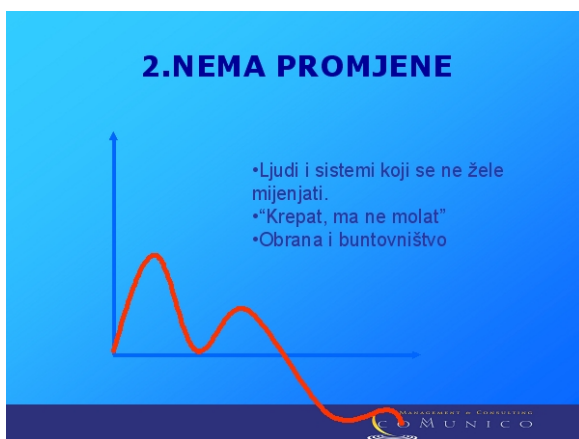 2.NEMA PROMJENE
•Ljudi i sistemi koji se ne žele
mijenjati.
•“Krepat, ma ne molat”
•Obrana i buntovništvo
MANAGEMENT & CONSULTING
COMUNICO